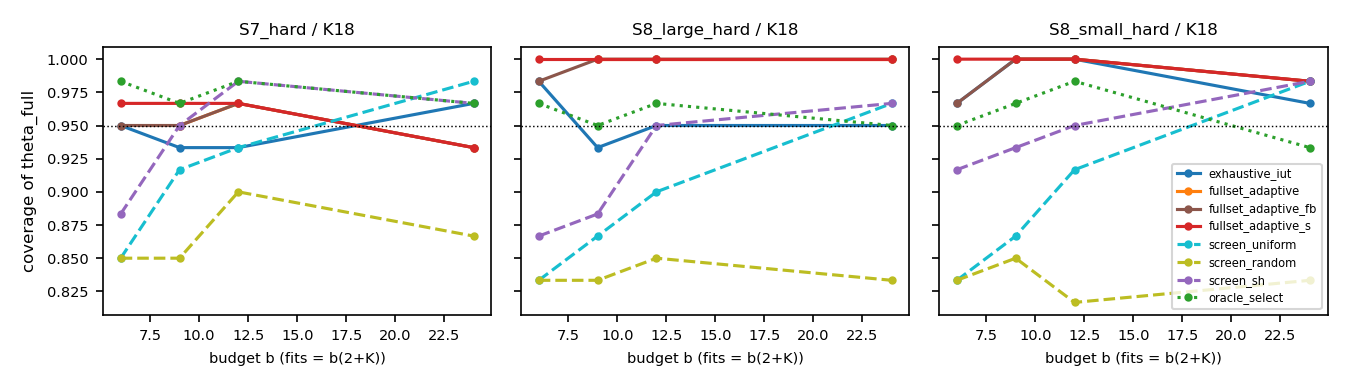 S7_hard / K18
S8_large_hard / K18
S8_small_hard / K18
coverage of theta_full
1.000
0.975
0.950
0.925
0.900
0.875
0.850
0.825
7.5 10.0 12.5 15.0 17.5 20.0 22.5
7.5 10.0 12.5 15.0 17.5 20.0 22.5
7.5 10.0 12.5 15.0 17.5 20.0 22.5
budget b (fits = b(2+K))
budget b (fits = b(2+K))
budget b (fits = b(2+K))
exhaustive_iut
fullset_adaptive
fullset_adaptive_fb
fullset_adaptive_s
screen_uniform
screen_random
screen_sh
oracle_select